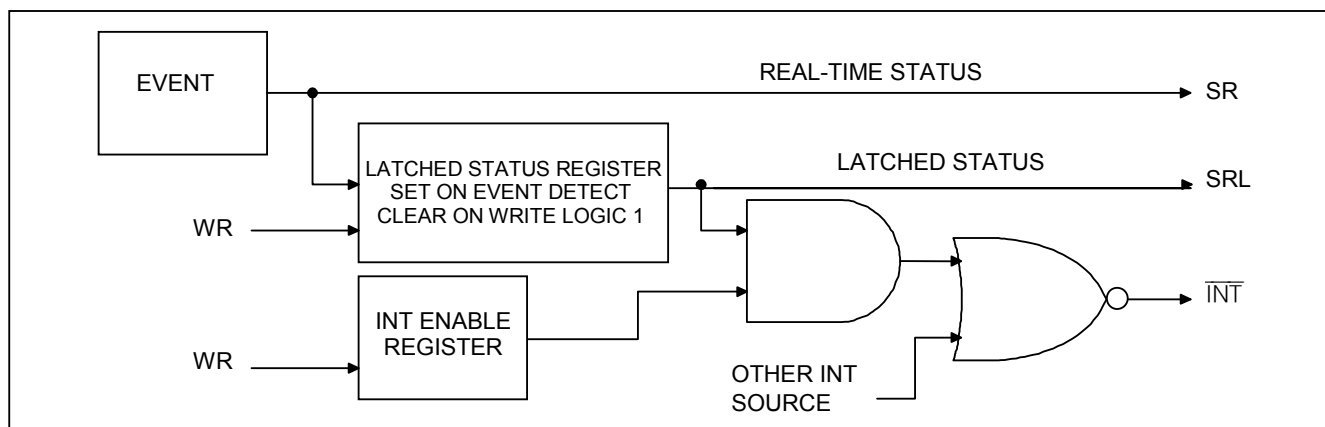 EVENT
REAL-TIME STATUS
SR
LATCHED STATUS REGISTER
SET ON EVENT DETECT
CLEAR ON WRITE LOGIC 1
LATCHED STATUS
SRL
WR
INT ENABLE
REGISTER
WR
OTHER INT
SOURCE
I̅N̅T̅